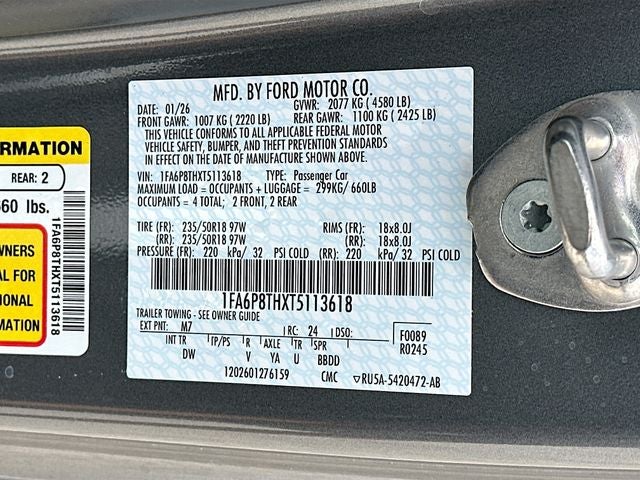 MFD. BY FORD MOTOR CO.
DATE: 01/26 GVWR: 2077 KG ( 4580 LB)
FRONT GAWR: 1007 KG ( 2220 LB) REAR GAWR: 1100 KG ( 2425 LB)
THIS VEHICLE CONFORMS TO ALL APPLICABLE FEDERAL MOTOR
VEHICLE SAFETY, BUMPER, AND THEFT PREVENTION STANDARDS
IN EFFECT ON THE DATE OF MANUFACTURE SHOWN ABOVE.
VIN: 1FA6P8THXT5113618 TYPE: Passenger Car
MAXIMUM LOAD = OCCUPANTS + LUGGAGE = 299KG/ 660LB
OCCUPANTS = 4 TOTAL; 2 FRONT, 2 REAR
TIRE (FR): 235/50R18 97W RIMS (FR): 18x8.0J
(RR): 235/50R18 97W (RR): 18x8.0J
PRESSURE (FR): 220 kPa/ 32 PSI COLD (RR): 220 kPa/ 32 PSI COLD
1FA6P8THXT5113618
TRAILER TOWING - SEE OWNER GUIDE
EXT PNT: M7 RC: 24 DSO: F0089
INT TR TP/PS R AXLE TR SPR R0245
DW V YA U BBDD
1202601276159 CMC RU5A-5420472-AB
ORMATION
REAR: 2
660 lbs.
WNERS
AL FOR
TIONAL
MATION
1FA6P8THXT5113618